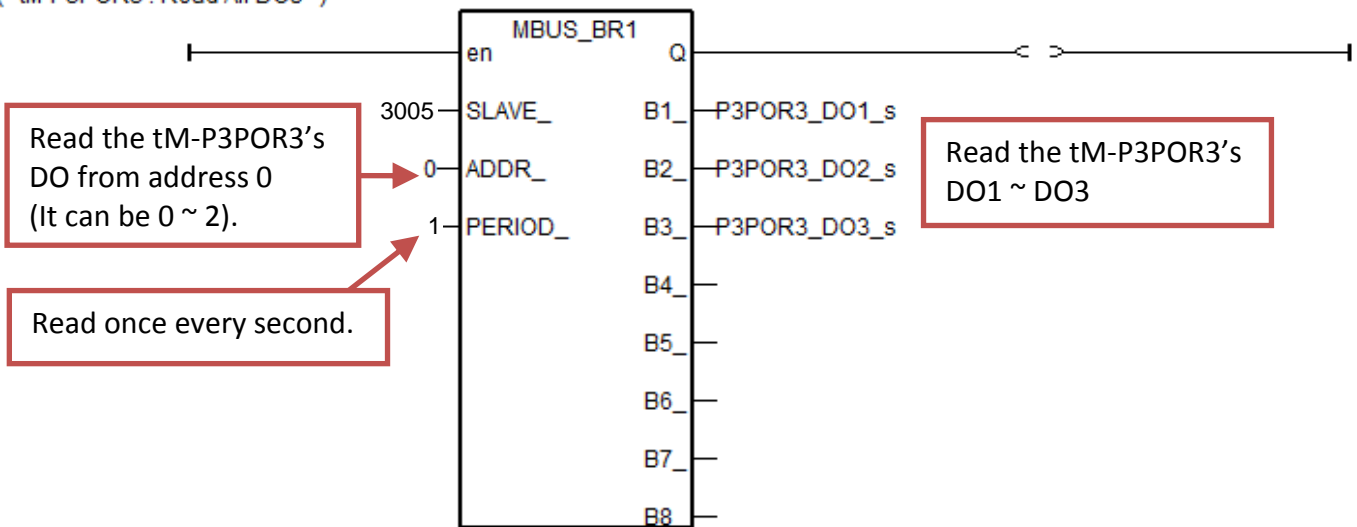 MBUS_BR1
en Q
3005 SLAVE_ B1_ P3POR3_DO1_s
0 ADDR_ B2_ P3POR3_DO2_s
1 PERIOD_ B3_ P3POR3_DO3_s
B4_
B5_
B6_
B7_
B8
Read the tM-P3POR3’s
DO from address 0
(It can be 0 ~ 2).
Read once every second.
Read the tM-P3POR3’s
DO1 ~ DO3